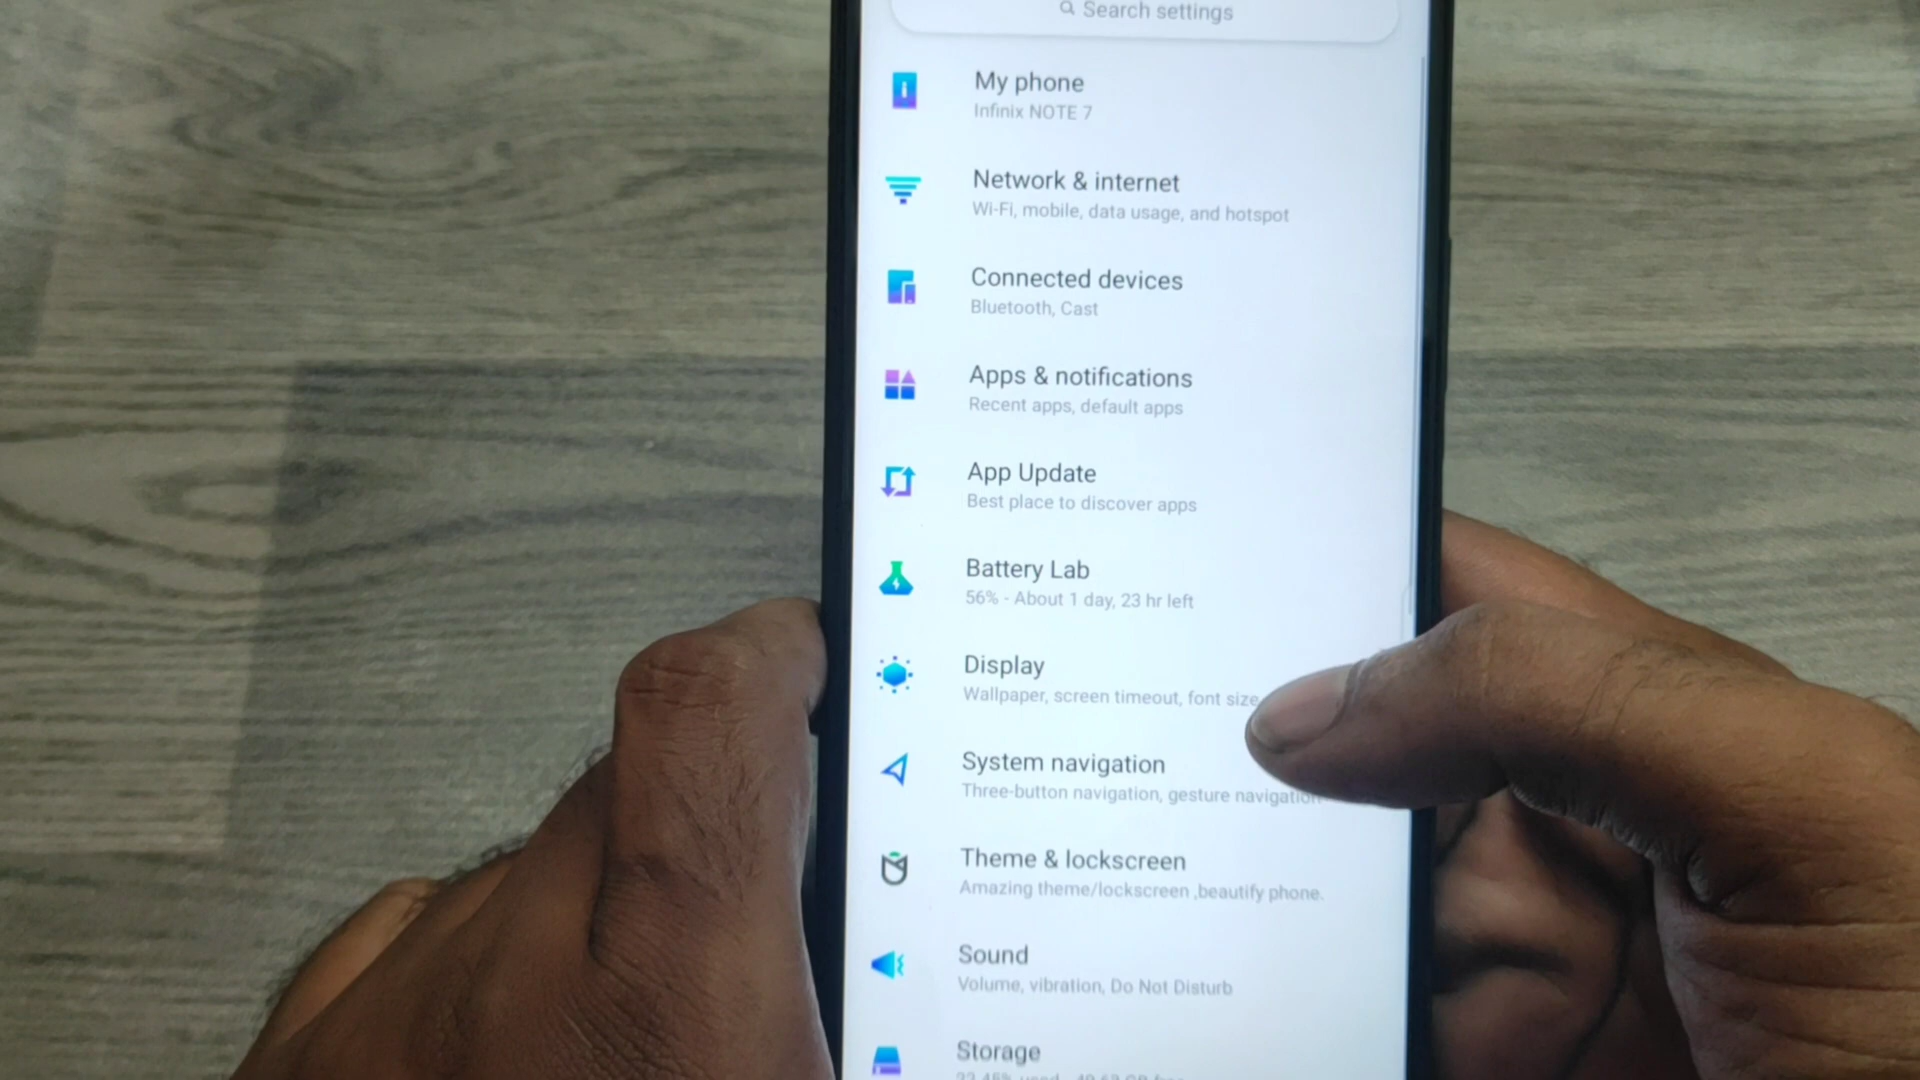 Search settings
My phone
Infinix NOTE 7
Network & internet
Wi-Fi, mobile, data usage, and hotspot
Connected devices
Bluetooth, Cast
Apps & notifications
Recent apps, default apps
App Update
Best place to discover apps
Battery Lab
56% - About 1 day, 23 hr left
Display
Wallpaper, screen timeout, font size
System navigation
Three-button navigation, gesture navigation
Theme & lockscreen
Amazing theme/lockscreen ,beautify phone.
Sound
Volume, vibration, Do Not Disturb
Storage